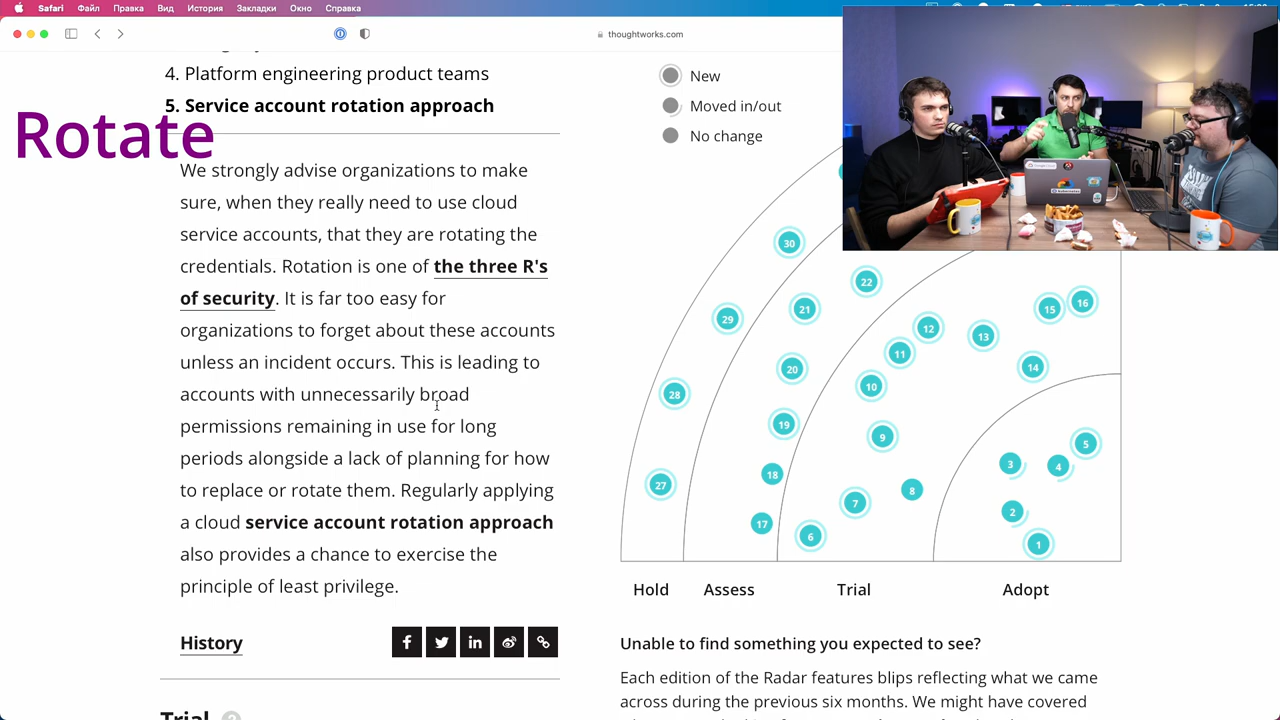 Safari Файл Правка Вид История Закладки Окно Справка
thoughtworks.com
4. Platform engineering product teams
5. Service account rotation approach
Rotate
We strongly advise organizations to make
sure, when they really need to use cloud
service accounts, that they are rotating the
credentials. Rotation is one of the three R's
of security. It is far too easy for
organizations to forget about these accounts
unless an incident occurs. This is leading to
accounts with unnecessarily broad
permissions remaining in use for long
periods alongside a lack of planning for how
to replace or rotate them. Regularly applying
a cloud service account rotation approach
also provides a chance to exercise the
principle of least privilege.
History
Trial ?
New
Moved in/out
No change
30
22
29
21
12
15
16
13
11
20
14
10
28
19
9
5
3
4
18
27
8
7
2
17
6
1
Hold Assess Trial Adopt
Unable to find something you expected to see?
Each edition of the Radar features blips reflecting what we came
across during the previous six months. We might have covered